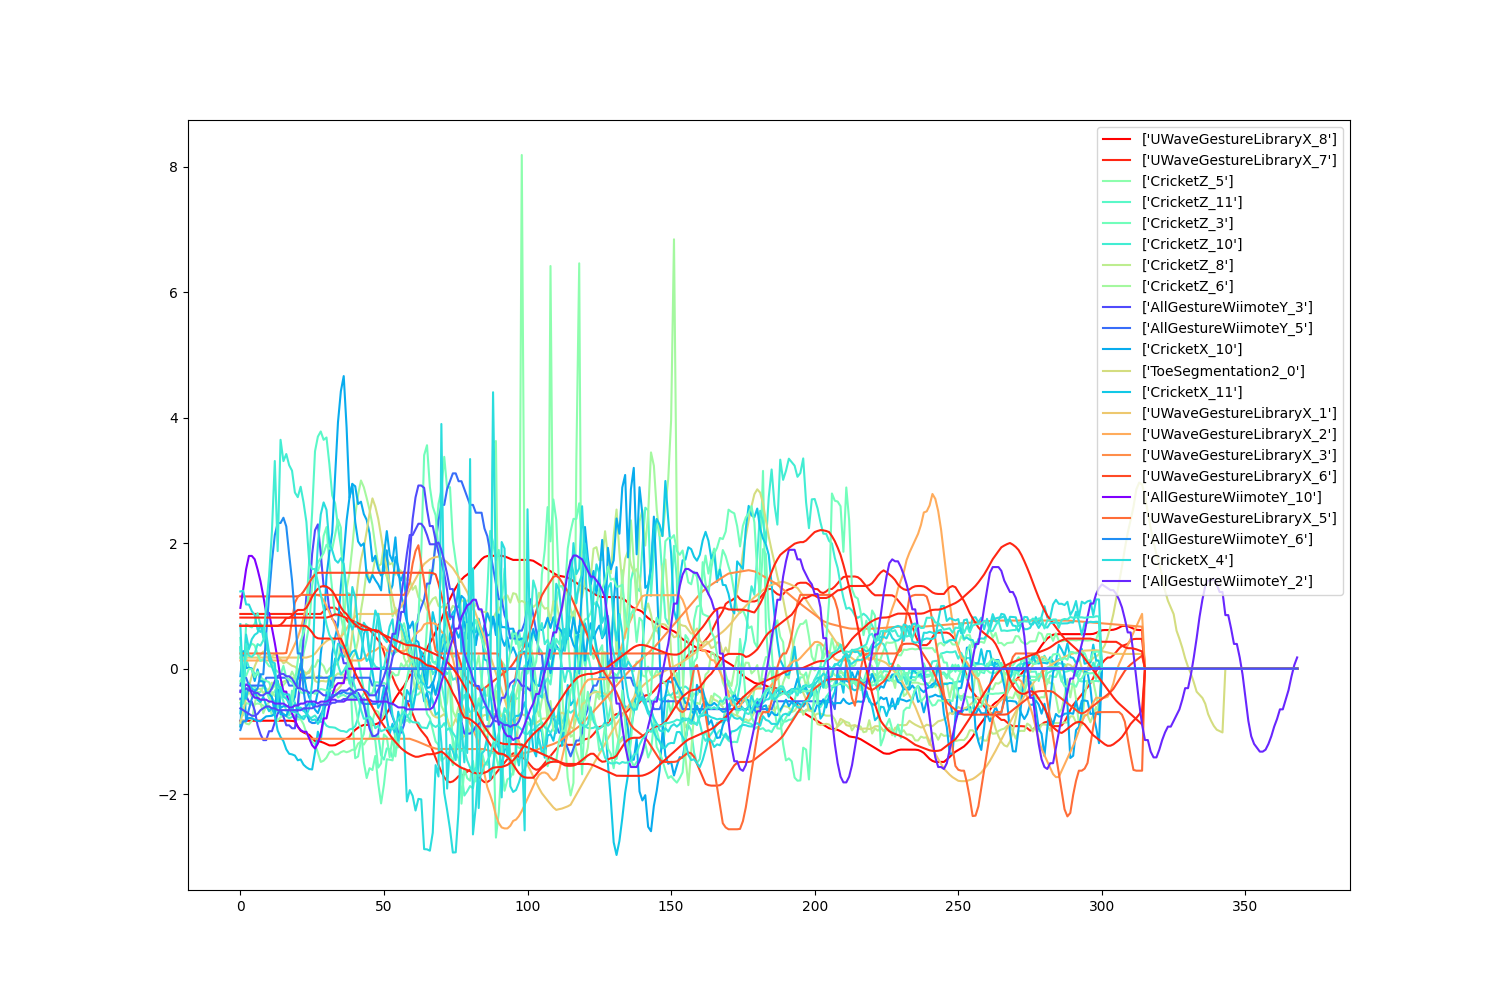 ['UWaveGestureLibraryX_8']
['UWaveGestureLibraryX_7']
['CricketZ_5']
['CricketZ_11']
['CricketZ_3']
['CricketZ_10']
['CricketZ_8']
['CricketZ_6']
['AllGestureWiimoteY_3']
['AllGestureWiimoteY_5']
['CricketX_10']
['ToeSegmentation2_0']
['CricketX_11']
['UWaveGestureLibraryX_1']
['UWaveGestureLibraryX_2']
['UWaveGestureLibraryX_3']
['UWaveGestureLibraryX_6']
['AllGestureWiimoteY_10']
['UWaveGestureLibraryX_5']
['AllGestureWiimoteY_6']
['CricketX_4']
['AllGestureWiimoteY_2']
8
6
4
2
0
−2
0 50 100 150 200 250 300 350